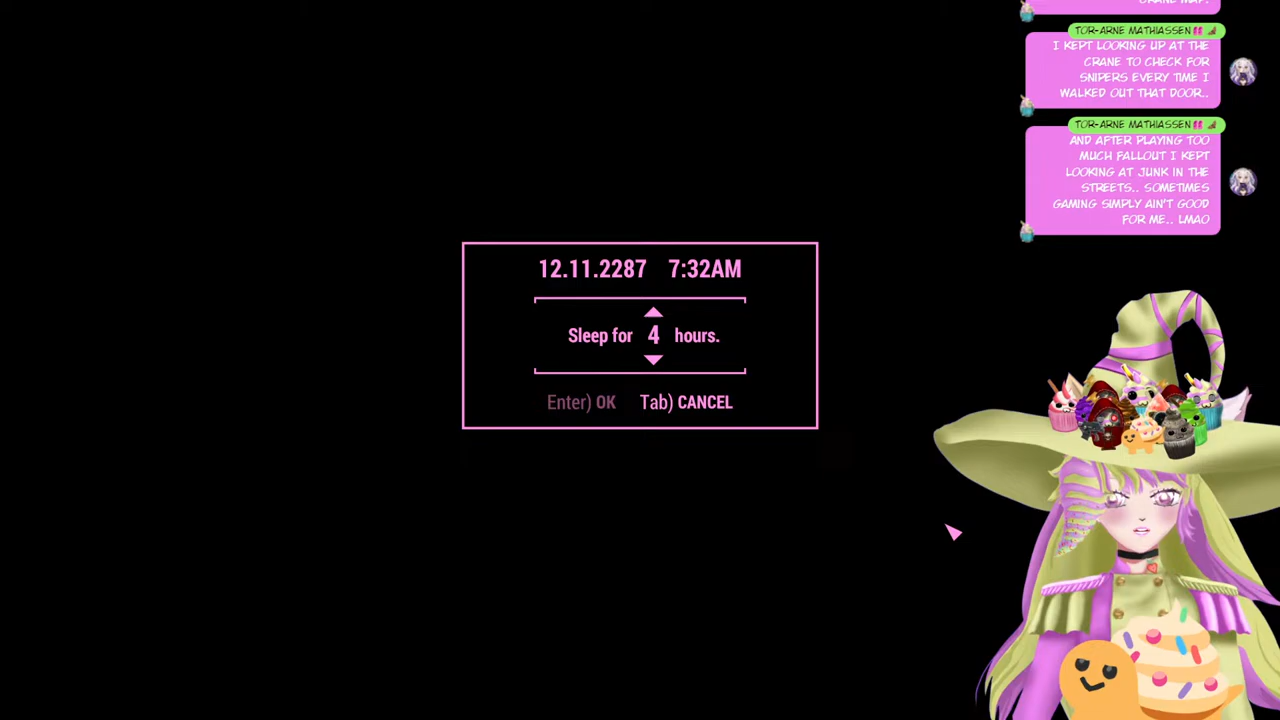 CRANE MAP.
TOR-ARNE MATHIASSEN
I KEPT LOOKING UP AT THE
CRANE TO CHECK FOR
SNIPERS EVERY TIME I
WALKED OUT THAT DOOR..
TOR-ARNE MATHIASSEN
AND AFTER PLAYING TOO
MUCH FALLOUT I KEPT
LOOKING AT JUNK IN THE
STREETS.. SOMETIMES
GAMING SIMPLY AIN'T GOOD
FOR ME.. LMAO
12.11.2287 7:32AM
Sleep for 4 hours.
Enter) OK Tab) CANCEL